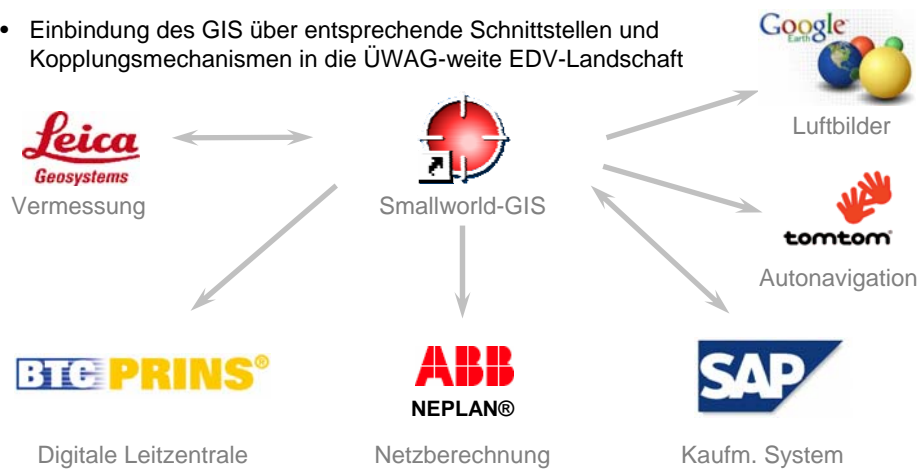 • Einbindung des GIS über entsprechende Schnittstellen und
Kopplungsmechanismen in die ÜWAG-weite EDV-Landschaft
Google
Earth
Luftbilder
Leica
Geosystems
Vermessung
Smallworld-GIS
tomtom
Autonavigation
BTC PRINS®
Digitale Leitzentrale
ABB
NEPLAN®
Netzberechnung
SAP
Kaufm. System